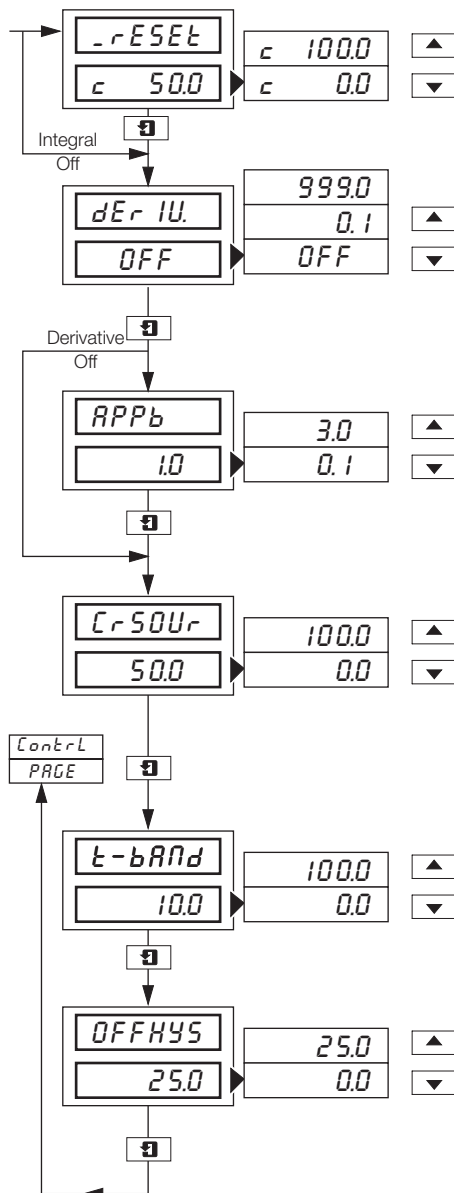 _rESEt
c 50.0
c 100.0
c 0.0
Integral
Off
dEr IU.
OFF
999.0
0.1
OFF
Derivative
Off
APPb
1.0
3.0
0.1
CrSOUr
50.0
100.0
0.0
ContrL
PAGE
t-bANd
10.0
100.0
0.0
OFFHYS
25.0
25.0
0.0